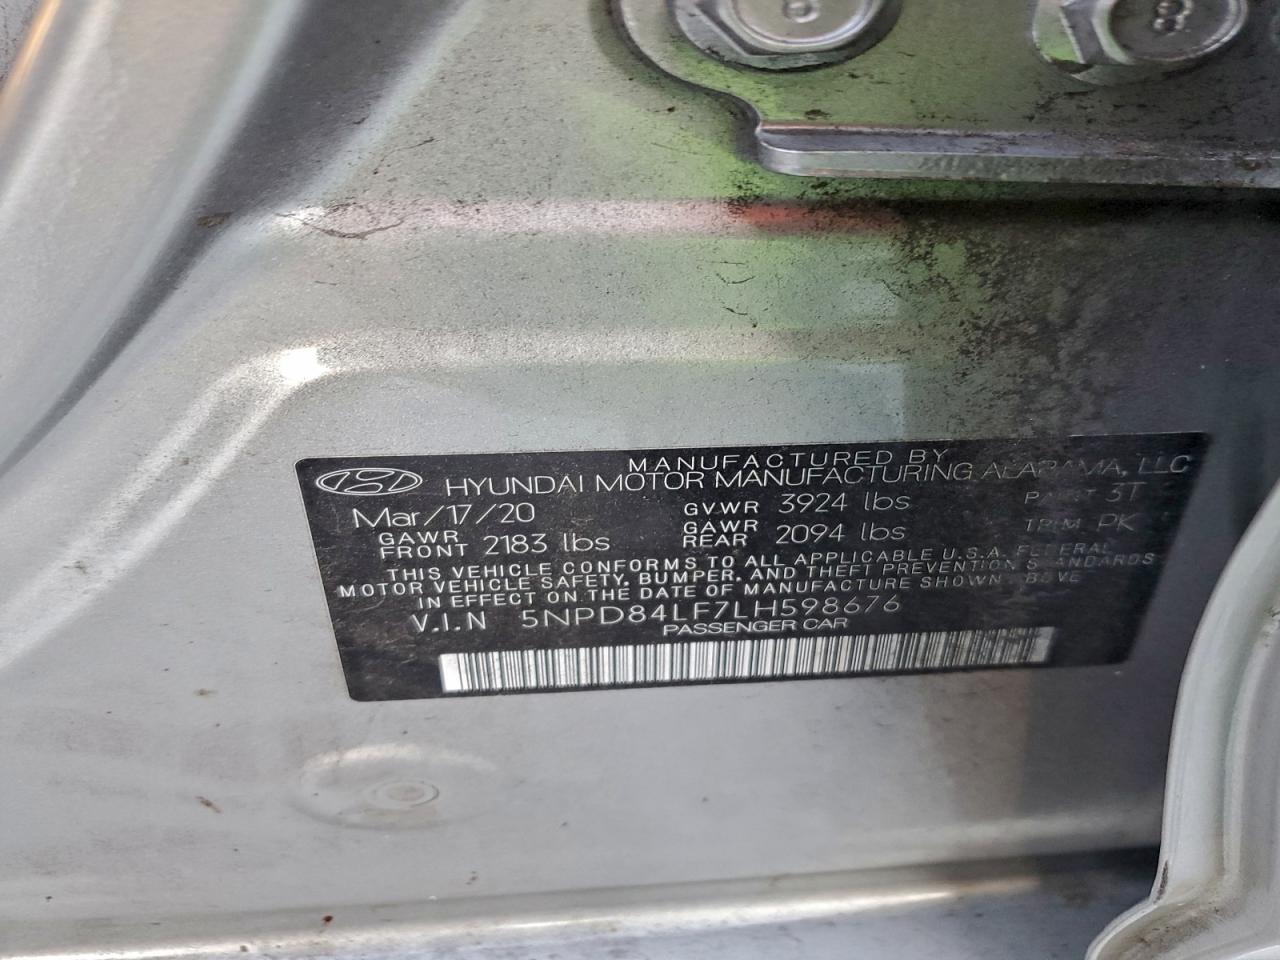 MANUFACTURED BY
HYUNDAI MOTOR MANUFACTURING ALABAMA, LLC
Mar/17/20 GVWR 3924 lbs PAINT 3T
GAWR FRONT 2183 lbs GAWR REAR 2094 lbs TRIM PK
THIS VEHICLE CONFORMS TO ALL APPLICABLE U.S.A. FEDERAL
MOTOR VEHICLE SAFETY, BUMPER, AND THEFT PREVENTION STANDARDS
IN EFFECT ON THE DATE OF MANUFACTURE SHOWN ABOVE
V.I.N 5NPD84LF7LH598676
PASSENGER CAR